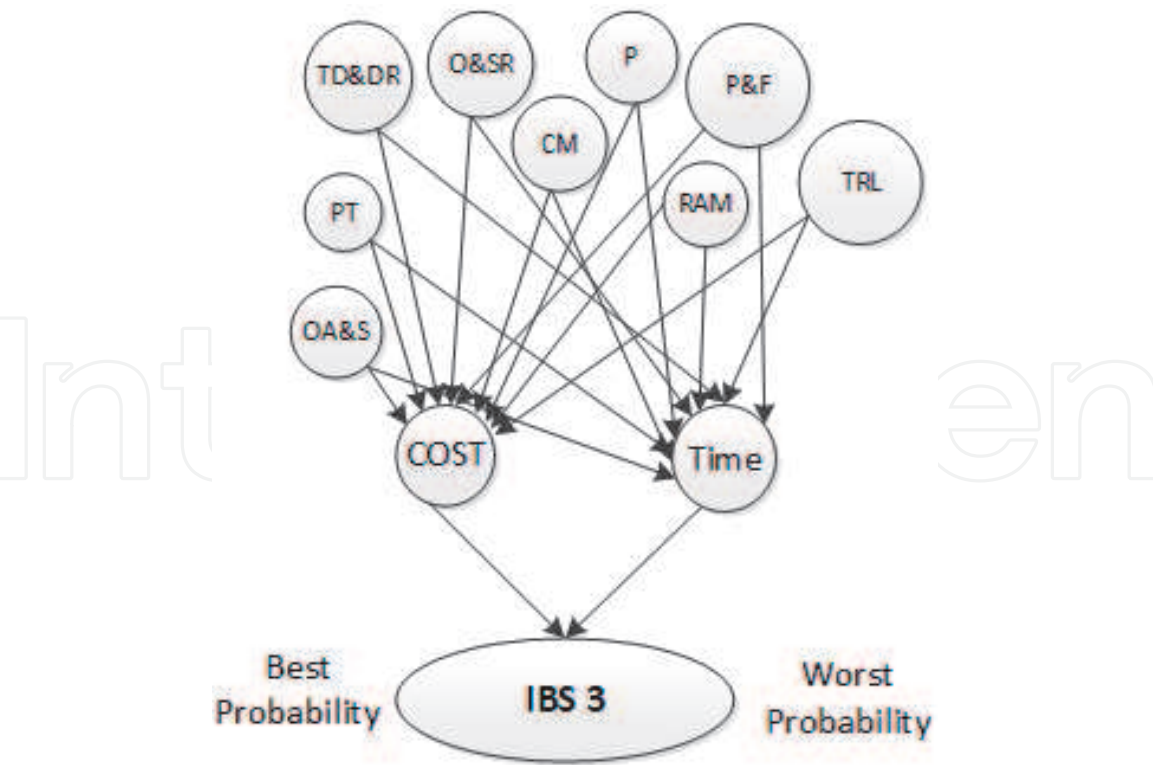 TD&DR
O&SR
P
P&F
CM
TRL
PT
RAM
OA&S
COST
Time
Best
Probability
IBS 3
Worst
Probability